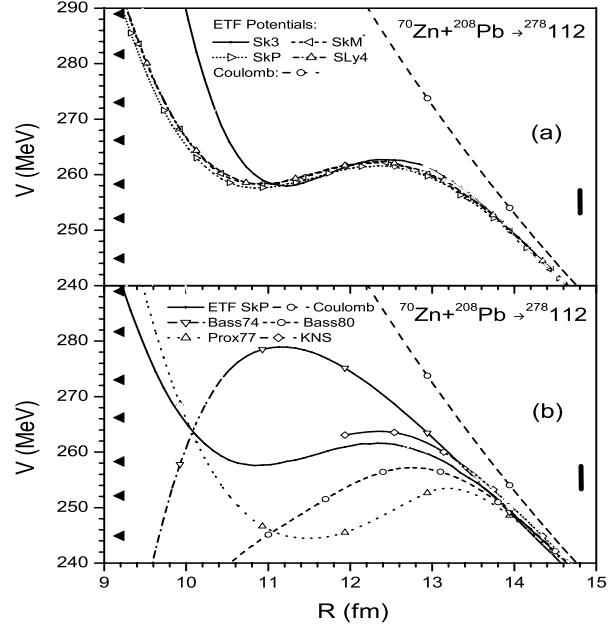 290
280
270
260
250
240
V (MeV)
ETF Potentials:
Sk3 SkM*
SkP SLy4
Coulomb:
70Zn+208Pb → 278112
(a)
290
280
270
260
250
240
V (MeV)
ETF SkP Coulomb
Bass74 Bass80
Prox77 KNS
70Zn+208Pb → 278112
(b)
9 10 11 12 13 14 15
R (fm)